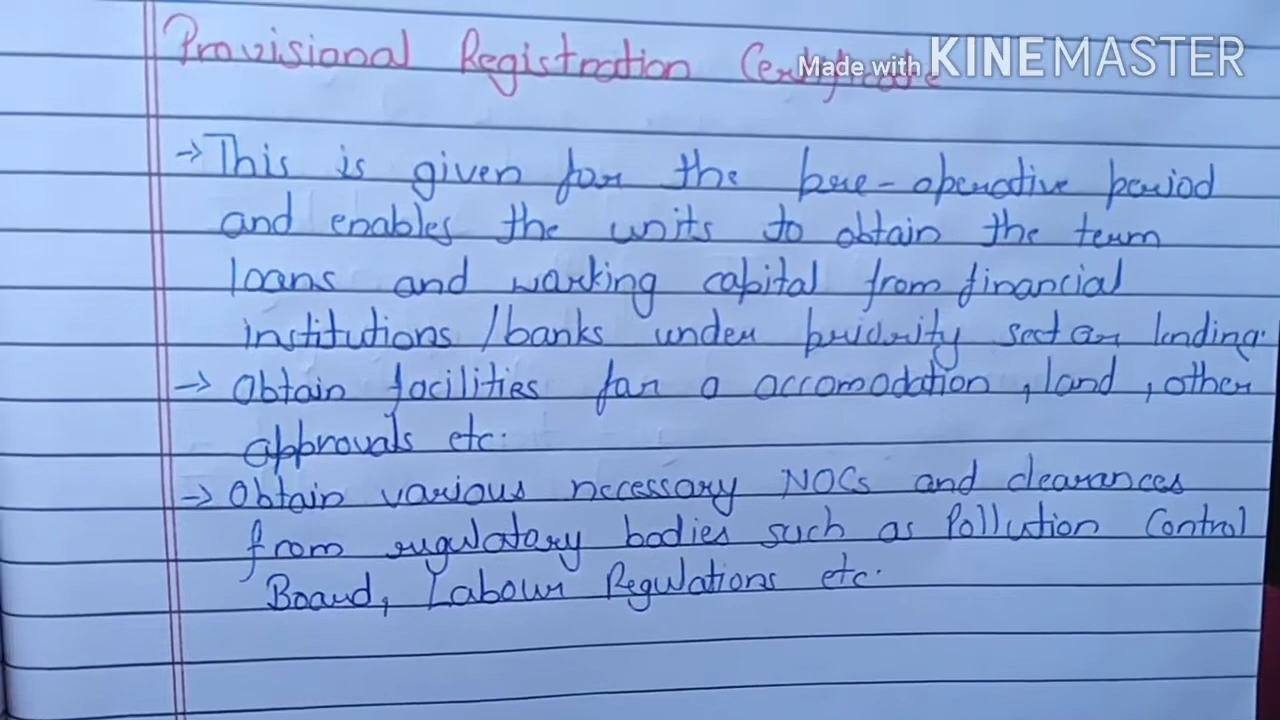 Provisional Registration Certificate
Made with KINEMASTER
→ This is given for the pre-operative period
and enables the units to obtain the term
loans and working capital from financial
institutions /banks under priority sector lending.
→ Obtain facilities for a accomodation, land, other
approvals etc.
→ Obtain various necessary NOCs and clearances
from regulatory bodies such as Pollution Control
Board, Labour Regulations etc.